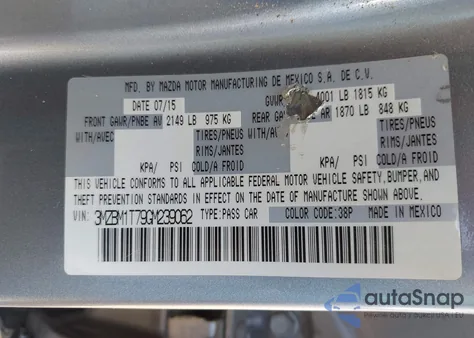 MFD. BY MAZDA MOTOR MANUFACTURING DE MEXICO S.A. DE C.V.
DATE 07/15 GVWR 001 LB 1815 KG
FRONT GAWR/PNBE AV 2149 LB 975 KG REAR GA AR 1870 LB 848 KG
WITH/AVEC TIRES/PNEUS WITH/ TIRES/PNEUS
RIMS/JANTES RIMS/JANTES
KPA/ PSI COLD/A FROID KPA/ PSI COLD/A FROID
THIS VEHICLE CONFORMS TO ALL APPLICABLE FEDERAL MOTOR VEHICLE SAFETY, BUMPER, AND
THEFT PREVENTION STANDARDS IN EFFECT ON THE DATE OF MANUFACTURE SHOWN ABOVE.
VIN: 3MZBM1T79GM239062 TYPE:PASS CAR COLOR CODE:38P MADE IN MEXICO
autoSnap